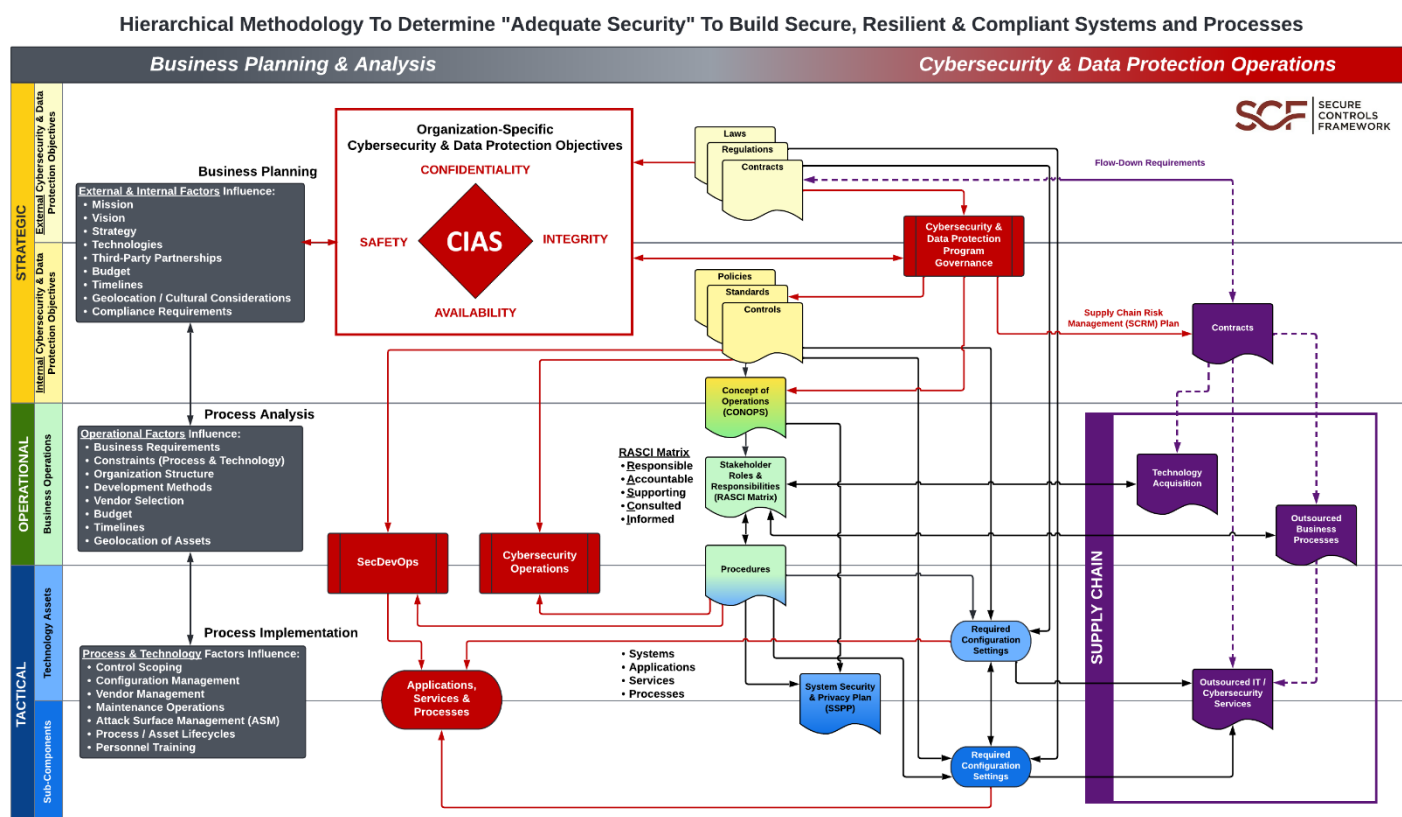 Hierarchical Methodology To Determine "Adequate Security" To Build Secure, Resilient & Compliant Systems and Processes
Business Planning & Analysis
Cybersecurity & Data Protection Operations
STRATEGIC
External Cybersecurity & Data
Protection Objectives
Internal Cybersecurity & Data
Protection Objectives
OPERATIONAL
Business Operations
TACTICAL
Technology Assets
Sub-Components
Business Planning
External & Internal Factors Influence:
• Mission
• Vision
• Strategy
• Technologies
• Third-Party Partnerships
• Budget
• Timelines
• Geolocation / Cultural Considerations
• Compliance Requirements
Process Analysis
Operational Factors Influence:
• Business Requirements
• Constraints (Process & Technology)
• Organization Structure
• Development Methods
• Vendor Selection
• Budget
• Timelines
• Geolocation of Assets
Process Implementation
Process & Technology Factors Influence:
• Control Scoping
• Configuration Management
• Vendor Management
• Maintenance Operations
• Attack Surface Management (ASM)
• Process / Asset Lifecycles
• Personnel Training
Organization-Specific
Cybersecurity & Data Protection Objectives
CONFIDENTIALITY
SAFETY
CIAS
INTEGRITY
AVAILABILITY
Laws
Regulations
Contracts
SCF
SECURE
CONTROLS
FRAMEWORK
Flow-Down Requirements
Cybersecurity &
Data Protection
Program
Governance
Policies
Standards
Controls
Supply Chain Risk
Management (SCRM) Plan
Contracts
Concept of
Operations
(CONOPS)
RASCI Matrix
• Responsible
• Accountable
• Supporting
• Consulted
• Informed
Stakeholder
Roles &
Responsibilities
(RASCI Matrix)
SUPPLY CHAIN
Technology
Acquisition
Outsourced
Business
Processes
SecDevOps
Cybersecurity
Operations
Procedures
Required
Configuration
Settings
• Systems
• Applications
• Services
• Processes
Applications,
Services &
Processes
System Security
& Privacy Plan
(SSPP)
Outsourced IT /
Cybersecurity
Services
Required
Configuration
Settings